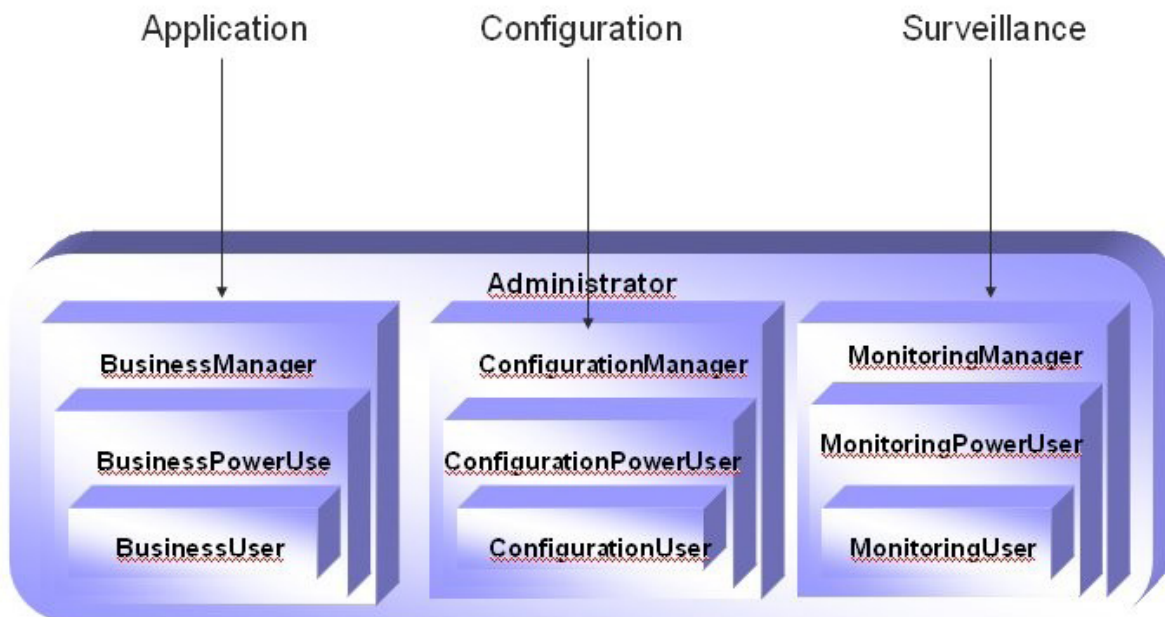 Application
Configuration
Surveillance
Administrator
BusinessManager
BusinessPowerUse
BusinessUser
ConfigurationManager
ConfigurationPowerUser
ConfigurationUser
MonitoringManager
MonitoringPowerUser
MonitoringUser